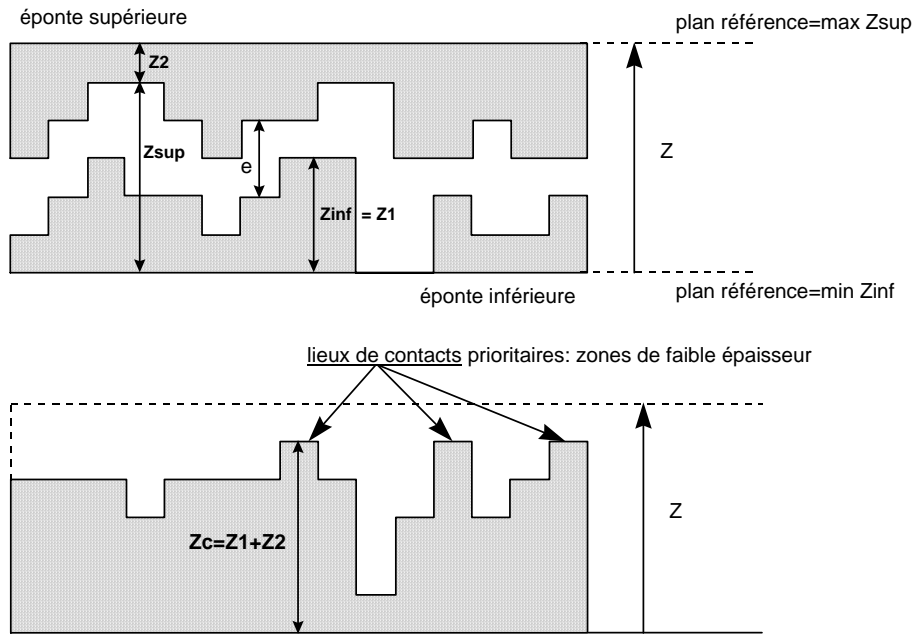 éponte supérieure
plan référence=max Zsup
Z2
Zsup
e
Z
Zinf = Z1
éponte inférieure
plan référence=min Zinf
lieux de contacts prioritaires: zones de faible épaisseur
Z
Zc=Z1+Z2